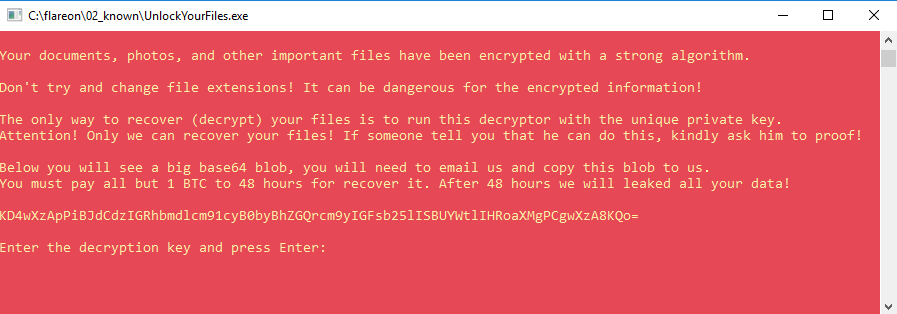 C:\flareon\02_known\UnlockYourFiles.exe
Your documents, photos, and other important files have been encrypted with a strong algorithm.
Don't try and change file extensions! It can be dangerous for the encrypted information!
The only way to recover (decrypt) your files is to run this decryptor with the unique private key.
Attention! Only we can recover your files! If someone tell you that he can do this, kindly ask him to proof!
Below you will see a big base64 blob, you will need to email us and copy this blob to us.
You must pay all but 1 BTC to 48 hours for recover it. After 48 hours we will leaked all your data!
KD4wXzApPiBJdCdzIGRhbmdlcm91cyB0byBhZGQrcm9yIGFsb25lISBUYWtlIHRoaXMgPCgwXzA8KQo=
Enter the decryption key and press Enter: